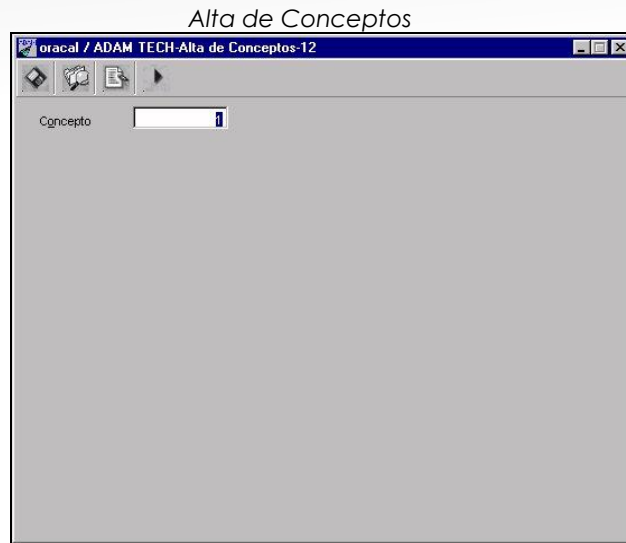 Alta de Conceptos
oracal / ADAM TECH-Alta de Conceptos-12
Concepto 1